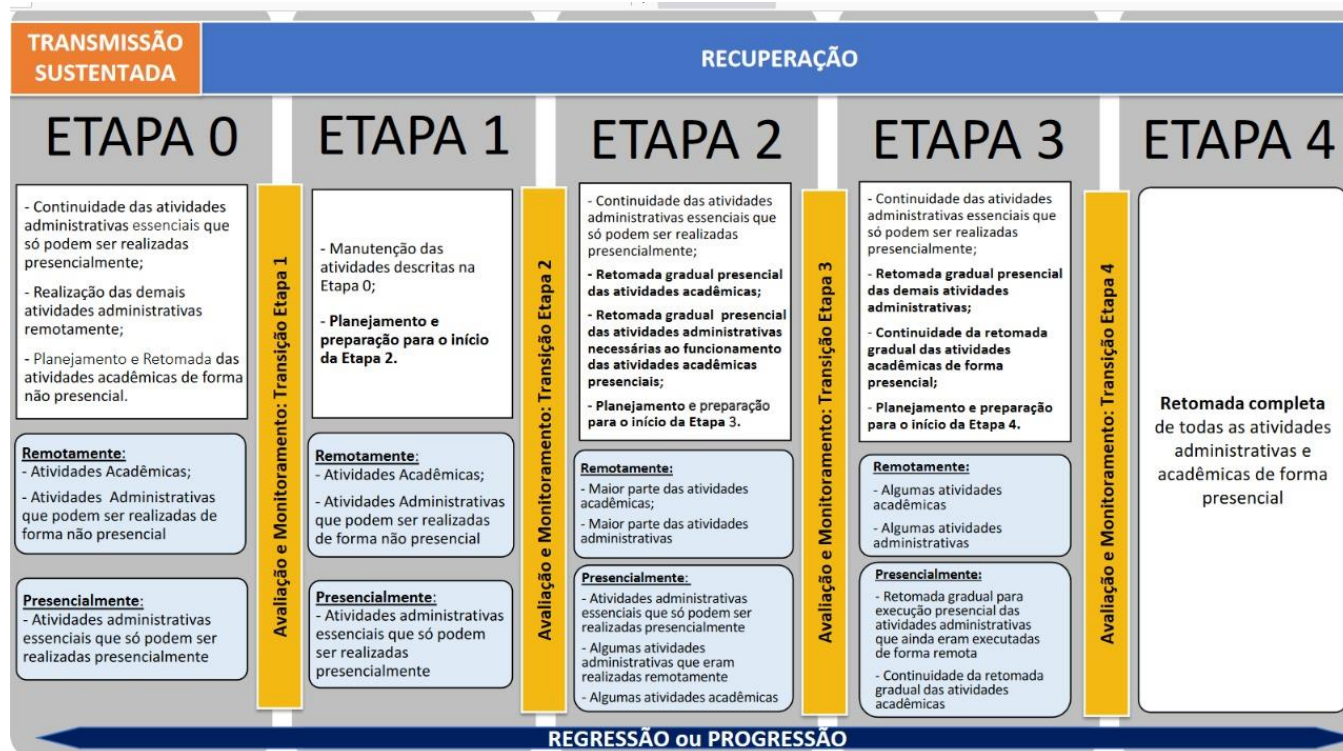 TRANSMISSÃO
SUSTENTADA
RECUPERAÇÃO
ETAPA 0
- Continuidade das atividades
administrativas essenciais que
só podem ser realizadas
presencialmente;
- Realização das demais
atividades administrativas
remotamente;
- Planejamento e Retomada das
atividades acadêmicas de forma
não presencial.
Remotamente:
- Atividades Acadêmicas;
- Atividades Administrativas
que podem ser realizadas de
forma não presencial
Presencialmente:
- Atividades administrativas
essenciais que só podem ser
realizadas presencialmente
Avaliação e Monitoramento: Transição Etapa 1
ETAPA 1
- Manutenção das
atividades descritas na
Etapa 0;
- Planejamento e
preparação para o início
da Etapa 2.
Remotamente:
- Atividades Acadêmicas;
- Atividades Administrativas
que podem ser realizadas
de forma não presencial
Presencialmente:
- Atividades administrativas
essenciais que só podem
ser realizadas
presencialmente
Avaliação e Monitoramento: Transição Etapa 2
ETAPA 2
- Continuidade das atividades
administrativas essenciais que
só podem ser realizadas
presencialmente;
- Retomada gradual presencial
das atividades acadêmicas;
- Retomada gradual presencial
das atividades administrativas
necessárias ao funcionamento
das atividades acadêmicas
presenciais;
- Planejamento e preparação
para o início da Etapa 3.
Remotamente:
- Maior parte das atividades
acadêmicas;
- Maior parte das atividades
administrativas
Presencialmente:
- Atividades administrativas
essenciais que só podem ser
realizadas presencialmente
- Algumas atividades
administrativas que eram
realizadas remotamente
- Algumas atividades acadêmicas
Avaliação e Monitoramento: Transição Etapa 3
ETAPA 3
- Continuidade das atividades
administrativas essenciais que
só podem ser realizadas
presencialmente;
- Retomada gradual presencial
das demais atividades
administrativas;
- Continuidade da retomada
gradual das atividades
acadêmicas de forma
presencial;
- Planejamento e preparação
para o início da Etapa 4.
Remotamente:
- Algumas atividades
acadêmicas
- Algumas atividades
administrativas
Presencialmente:
- Retomada gradual para
execução presencial das
atividades administrativas
que ainda eram executadas
de forma remota
- Continuidade da retomada
gradual das atividades
acadêmicas
Avaliação e Monitoramento: Transição Etapa 4
ETAPA 4
Retomada completa
de todas as atividades
administrativas e
acadêmicas de forma
presencial
REGRESSÃO ou PROGRESSÃO